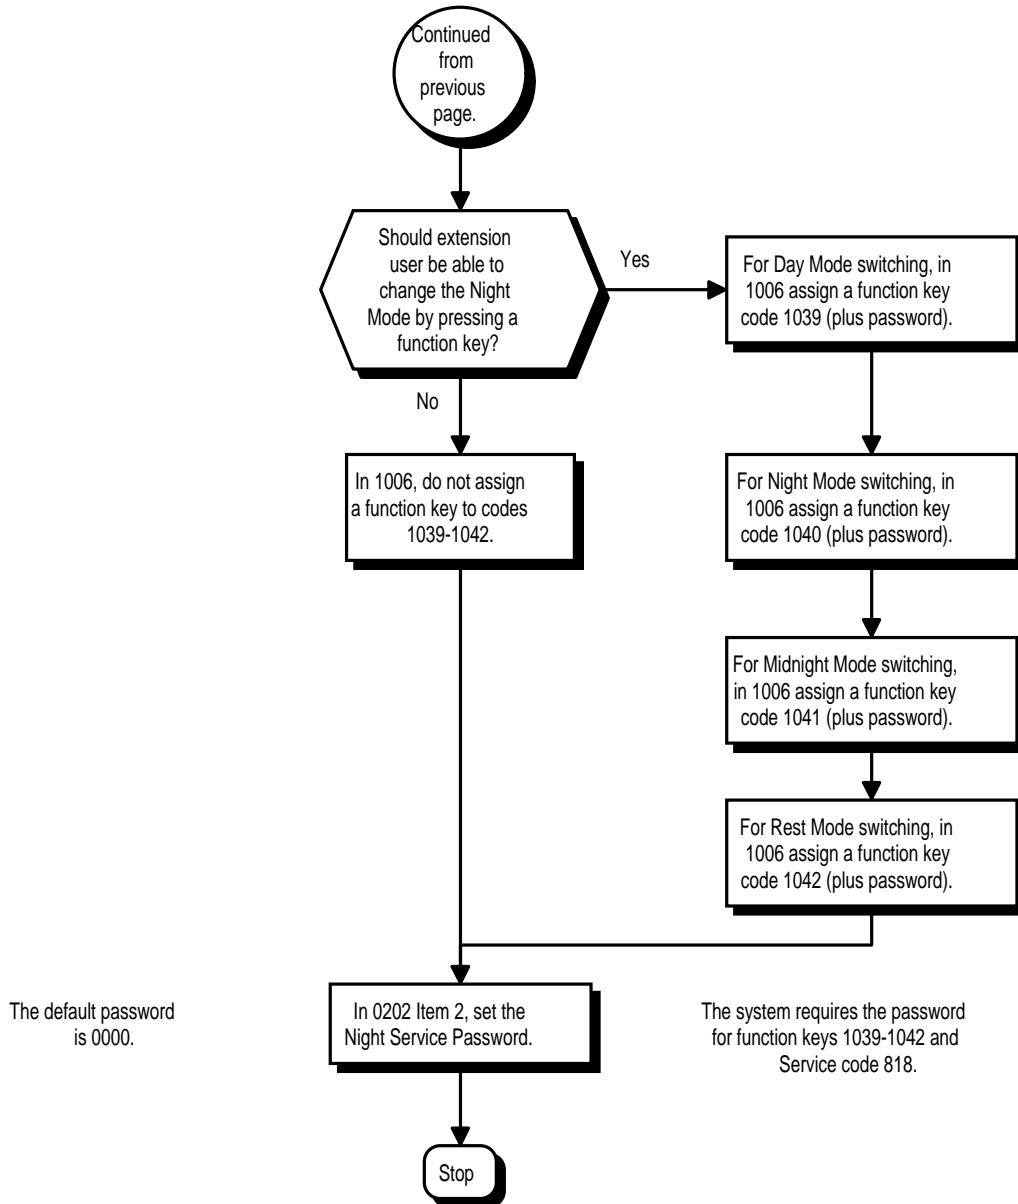 Continued
from
previous
page.
Should extension
user be able to
change the Night
Mode by pressing a
function key?
Yes
For Day Mode switching, in
1006 assign a function key
code 1039 (plus password).
No
In 1006, do not assign
a function key to codes
1039-1042.
For Night Mode switching, in
1006 assign a function key
code 1040 (plus password).
For Midnight Mode switching,
in 1006 assign a function key
code 1041 (plus password).
For Rest Mode switching, in
1006 assign a function key
code 1042 (plus password).
The default password
is 0000.
In 0202 Item 2, set the
Night Service Password.
The system requires the password
for function keys 1039-1042 and
Service code 818.
Stop